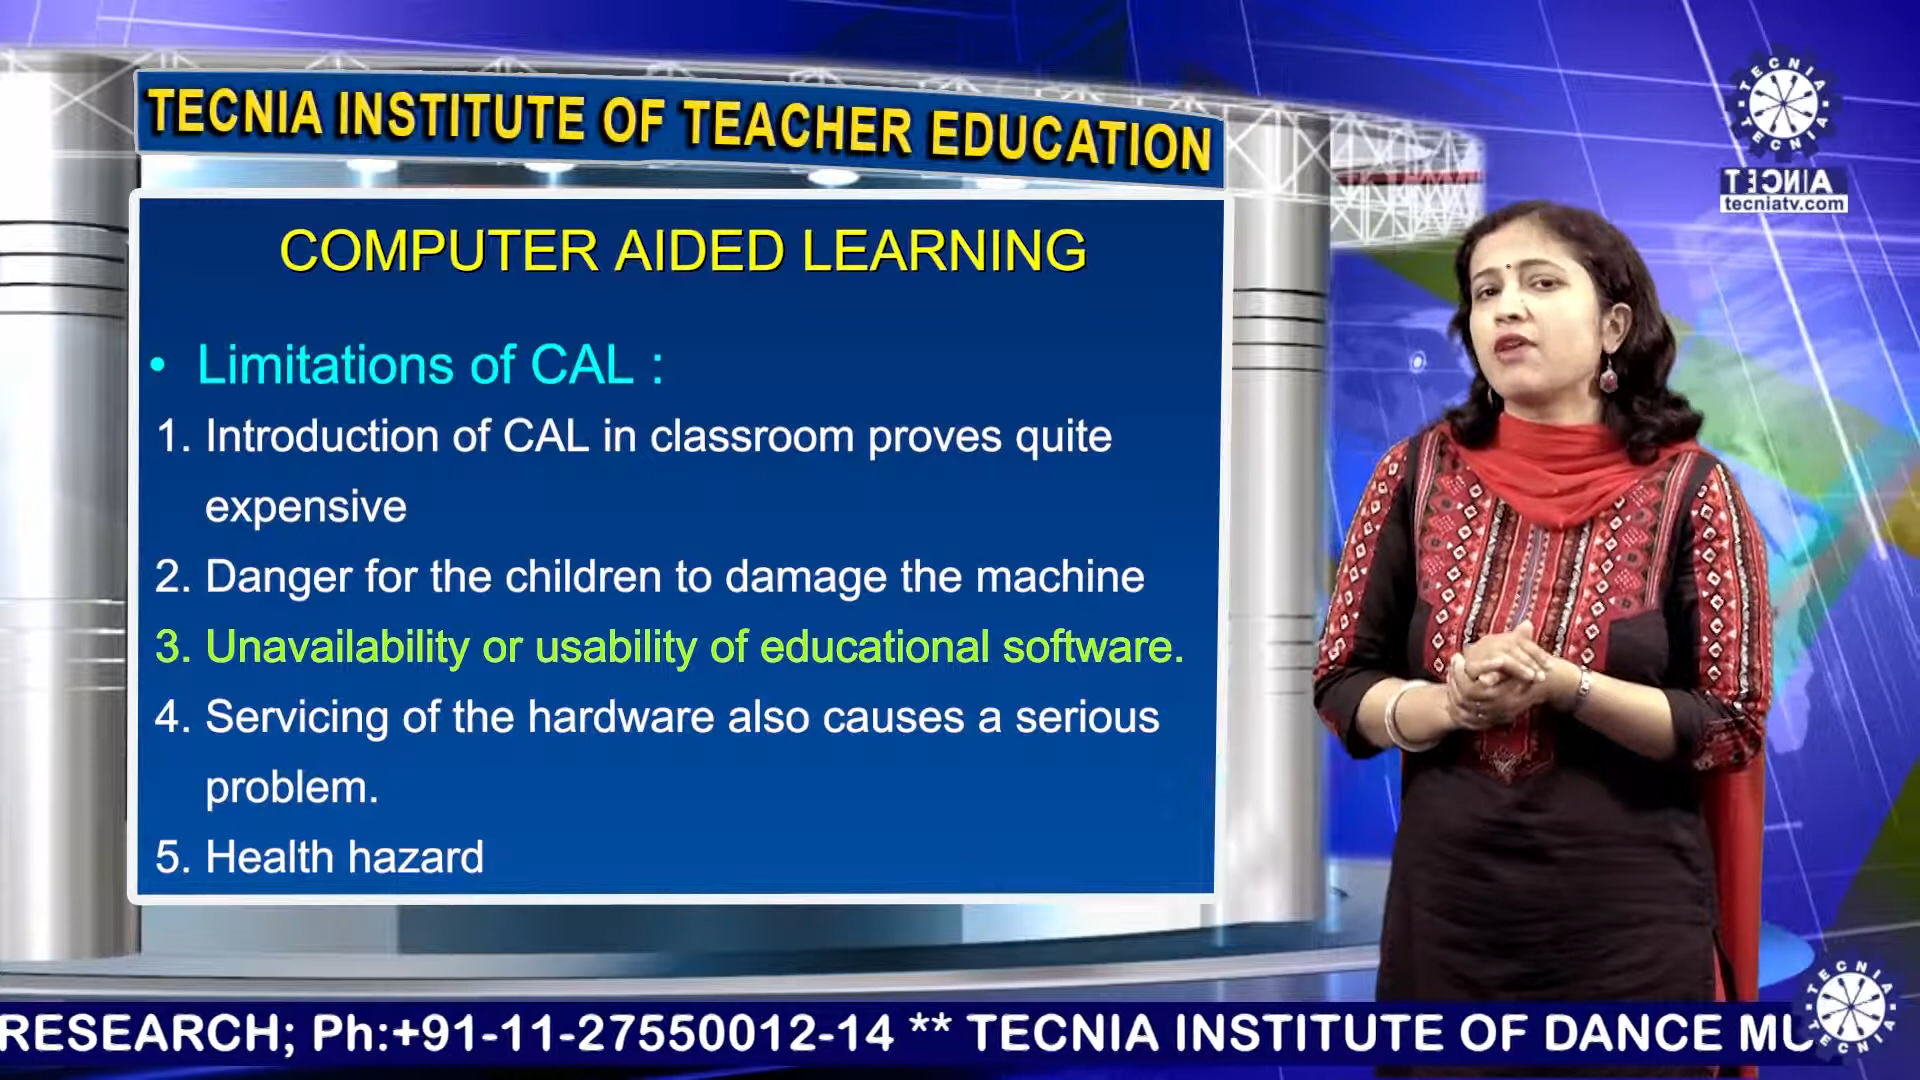 TECNIA INSTITUTE OF TEACHER EDUCATION
TECNIA
TECNIA
tecniatv.com
COMPUTER AIDED LEARNING
• Limitations of CAL :
1. Introduction of CAL in classroom proves quite
expensive
2. Danger for the children to damage the machine
3. Unavailability or usability of educational software.
4. Servicing of the hardware also causes a serious
problem.
5. Health hazard
RESEARCH; Ph:+91-11-27550012-14 ** TECNIA INSTITUTE OF DANCE MU
TECNIA
TECNIA